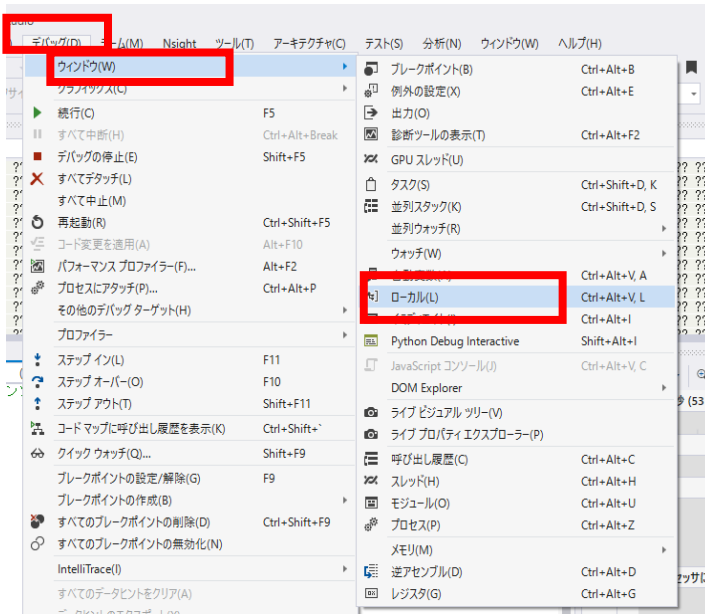 デバッグ(D) チーム(M) Nsight ツール(T) アーキテクチャ(C) テスト(S) 分析(N) ウィンドウ(W) ヘルプ(H)
ウィンドウ(W)
グラフィックス(C)
続行(C) F5
すべて中断(H) Ctrl+Alt+Break
デバッグの停止(E) Shift+F5
すべてデタッチ(L)
すべて中止(M)
再起動(R) Ctrl+Shift+F5
コード変更を適用(A) Alt+F10
パフォーマンス プロファイラー(F)... Alt+F2
プロセスにアタッチ(P)... Ctrl+Alt+P
その他のデバッグ ターゲット(H)
プロファイラー
ステップ イン(L) F11
ステップ オーバー(O) F10
ステップ アウト(T) Shift+F11
コード マップに呼び出し履歴を表示(K) Ctrl+Shift+`
クイック ウォッチ(Q)... Shift+F9
ブレークポイントの設定/解除(G) F9
ブレークポイントの作成(B)
すべてのブレークポイントの削除(D) Ctrl+Shift+F9
すべてのブレークポイントの無効化(N)
IntelliTrace(I)
すべてのデータヒントをクリア(A)
ブレークポイント(B) Ctrl+Alt+B
例外の設定(X) Ctrl+Alt+E
出力(O)
診断ツールの表示(T) Ctrl+Alt+F2
GPU スレッド(U)
タスク(S) Ctrl+Shift+D, K
並列スタック(K) Ctrl+Shift+D, S
並列ウォッチ(R)
ウォッチ(W)
Ctrl+Alt+V, A
ローカル(L) Ctrl+Alt+V, L
Ctrl+Alt+I
Python Debug Interactive Shift+Alt+I
JavaScript コンソール(J) Ctrl+Alt+V, C
DOM Explorer
ライブ ビジュアル ツリー(V)
ライブ プロパティ エクスプローラー(P)
呼び出し履歴(C) Ctrl+Alt+C
スレッド(H) Ctrl+Alt+H
モジュール(O) Ctrl+Alt+U
プロセス(P) Ctrl+Alt+Z
メモリ(M)
逆アセンブル(D) Ctrl+Alt+D
レジスタ(G) Ctrl+Alt+G